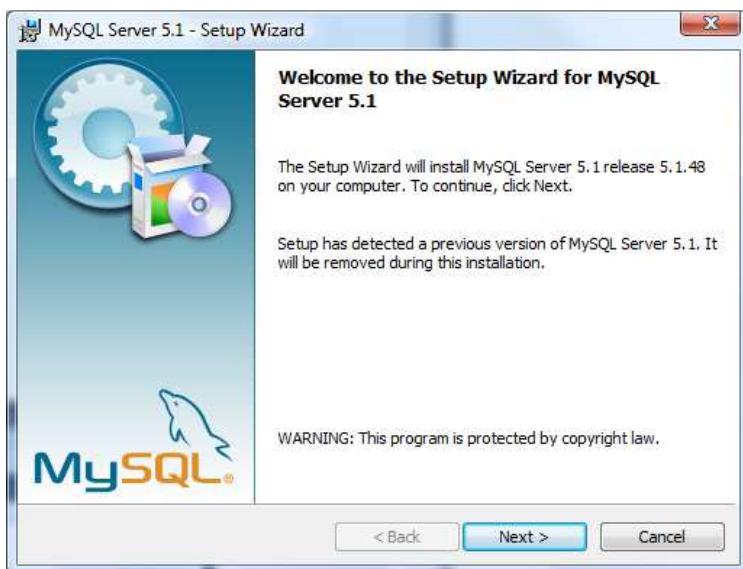 MySQL Server 5.1 - Setup Wizard
Welcome to the Setup Wizard for MySQL
Server 5.1
The Setup Wizard will install MySQL Server 5.1 release 5.1.48
on your computer. To continue, click Next.
Setup has detected a previous version of MySQL Server 5.1. It
will be removed during this installation.
WARNING: This program is protected by copyright law.
MySQL®
< Back
Next >
Cancel